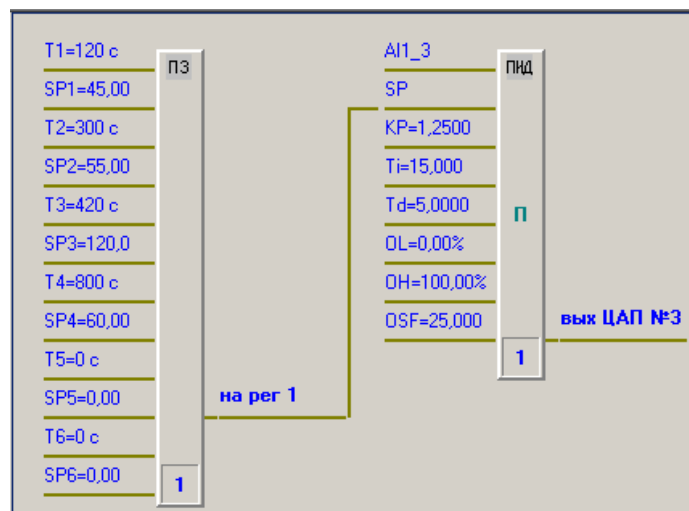 T1=120 с
ПЗ
SP1=45,00
T2=300 с
SP2=55,00
T3=420 с
SP3=120,0
T4=800 с
SP4=60,00
T5=0 с
SP5=0,00
T6=0 с
SP6=0,00
1
на рег 1
AI1_3
ПИД
SP
KP=1,2500
Ti=15,000
Td=5,0000
П
OL=0,00%
OH=100,00%
OSF=25,000
1
вых ЦАП №3